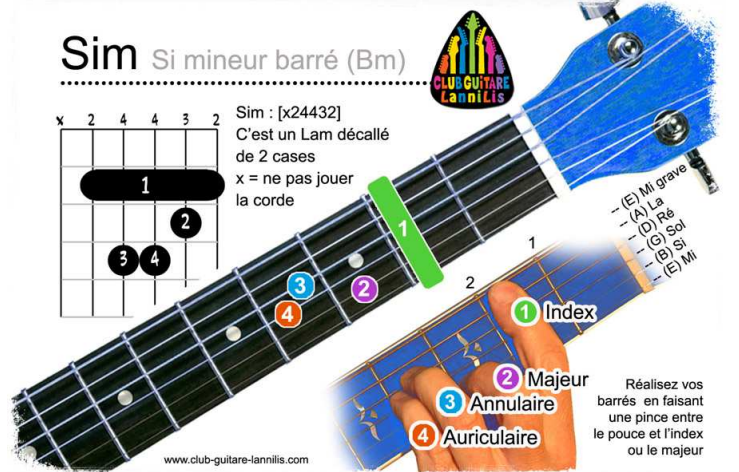 Sim Si mineur barré (Bm)
CLUB GUiTARE
LanniLis
x 2 4 4 3 2
1
2
3 4
Sim : [x24432]
C'est un Lam décallé
de 2 cases
x = ne pas jouer
la corde
1
2
3
4
-- (E) Mi grave
-- (A) La
-- (D) Ré
-- (G) Sol
-- (B) Si
-- (E) Mi
1
2
1 Index
2 Majeur
3 Annulaire
4 Auriculaire
Réalisez vos
barrés en faisant
une pince entre
le pouce et l'index
ou le majeur
www.club-guitare-lannilis.com